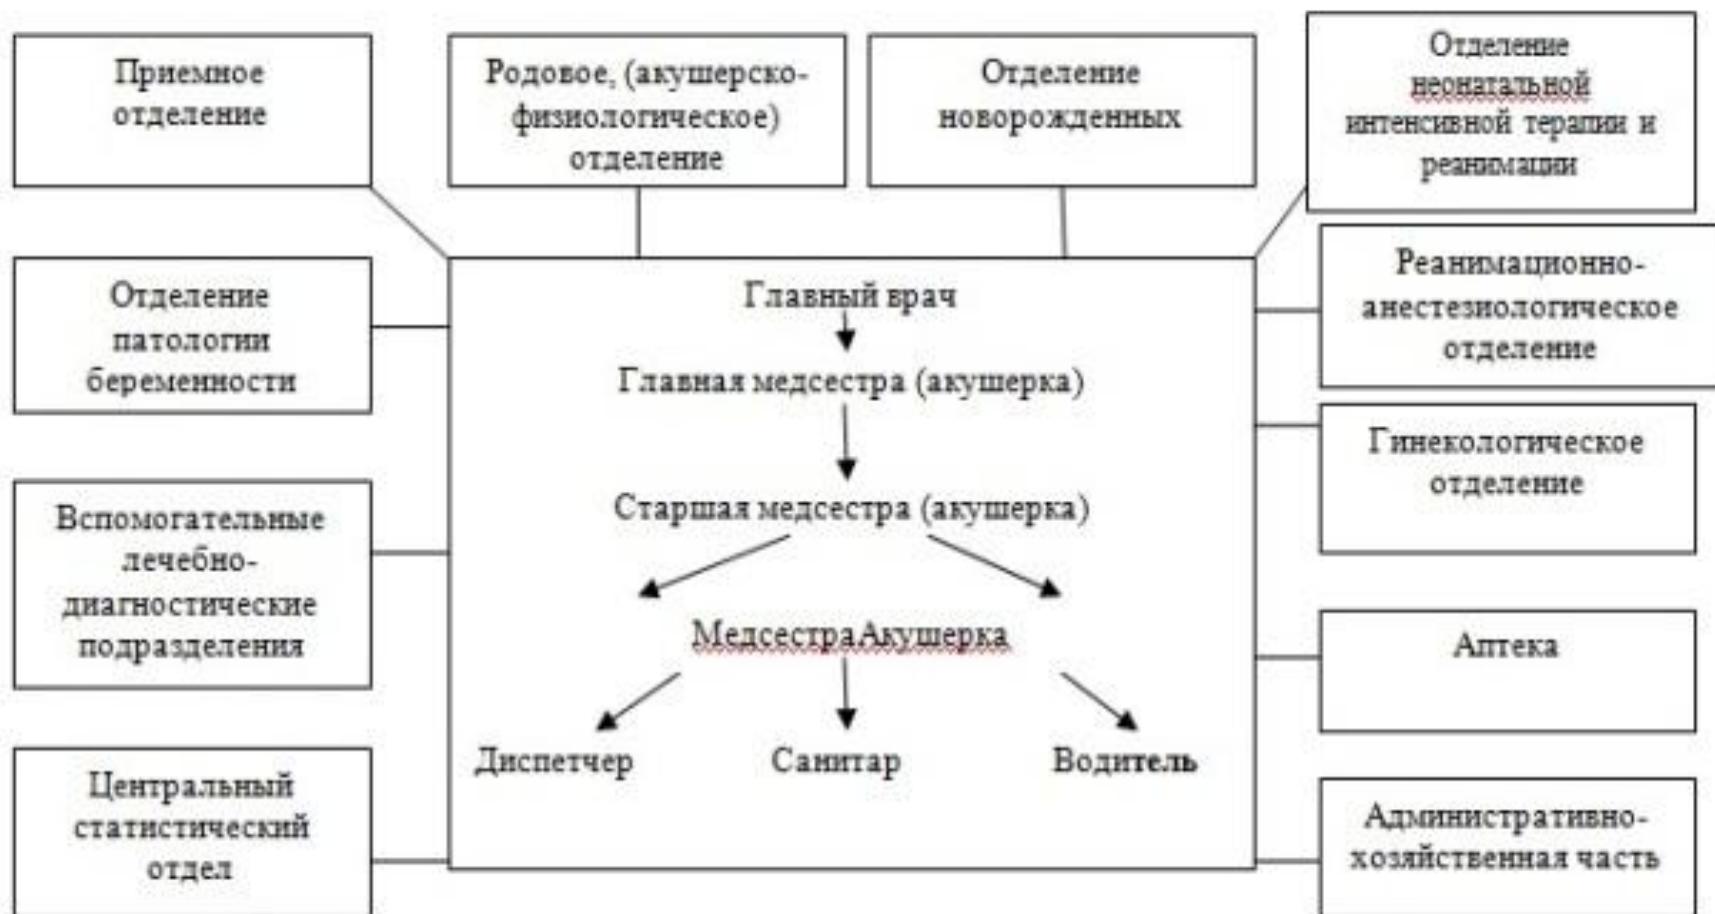 Приемное
отделение
Родовое, (акушерско-
физиологическое)
отделение
Отделение
новорожденных
Отделение
неонатальной
интенсивной терапии и
реанимации
Отделение
патологии
беременности
Вспомогательные
лечебно-
диагностические
подразделения
Центральный
статистический
отдел
Главный врач
Главная медсестра (акушерка)
Старшая медсестра (акушерка)
МедсестраАкушерка
Диспетчер
Санитар
Водитель
Реанимационно-
анестезиологическое
отделение
Гинекологическое
отделение
Аптека
Административно-
хозяйственная часть